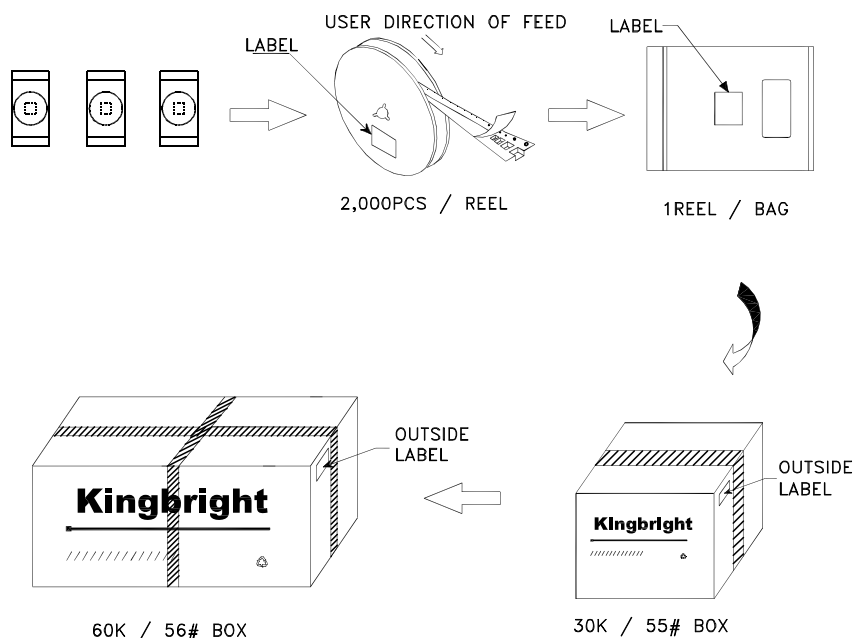 USER DIRECTION OF FEED
LABEL
LABEL
2,000PCS / REEL
1REEL / BAG
OUTSIDE
LABEL
OUTSIDE
LABEL
Kingbright
Kingbright
60K / 56# BOX
30K / 55# BOX